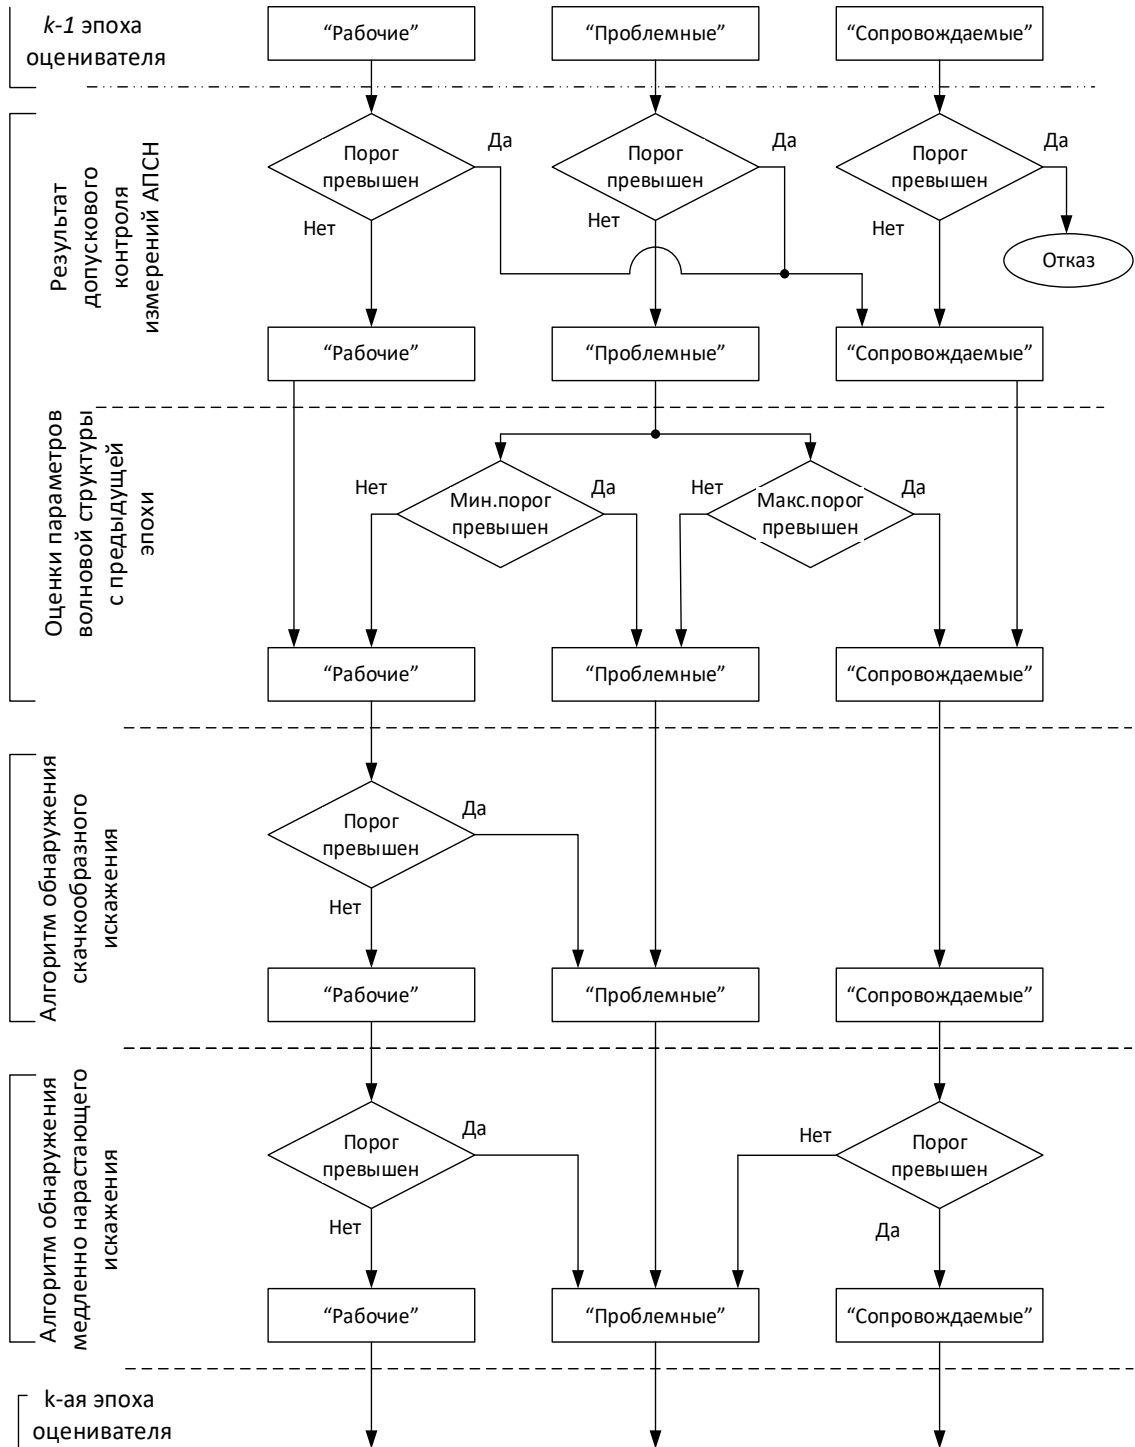 k-1 эпоха
оценивателя
“Рабочие”
“Проблемные”
“Сопровождаемые”
Результат
допускового
контроля
измерений АПСН
Порог
превышен
Да
Нет
Порог
превышен
Да
Нет
Порог
превышен
Да
Нет
Отказ
“Рабочие”
“Проблемные”
“Сопровождаемые”
Оценки параметров
волновой структуры
с предыдущей
эпохи
Нет
Мин.порог
превышен
Да
Нет
Макс.порог
превышен
Да
“Рабочие”
“Проблемные”
“Сопровождаемые”
Алгоритм обнаружения
скачкообразного
искажения
Порог
превышен
Да
Нет
“Рабочие”
“Проблемные”
“Сопровождаемые”
Алгоритм обнаружения
медленно нарастающего
искажения
Порог
превышен
Да
Нет
Нет
Порог
превышен
Да
“Рабочие”
“Проблемные”
“Сопровождаемые”
k-ая эпоха
оценивателя